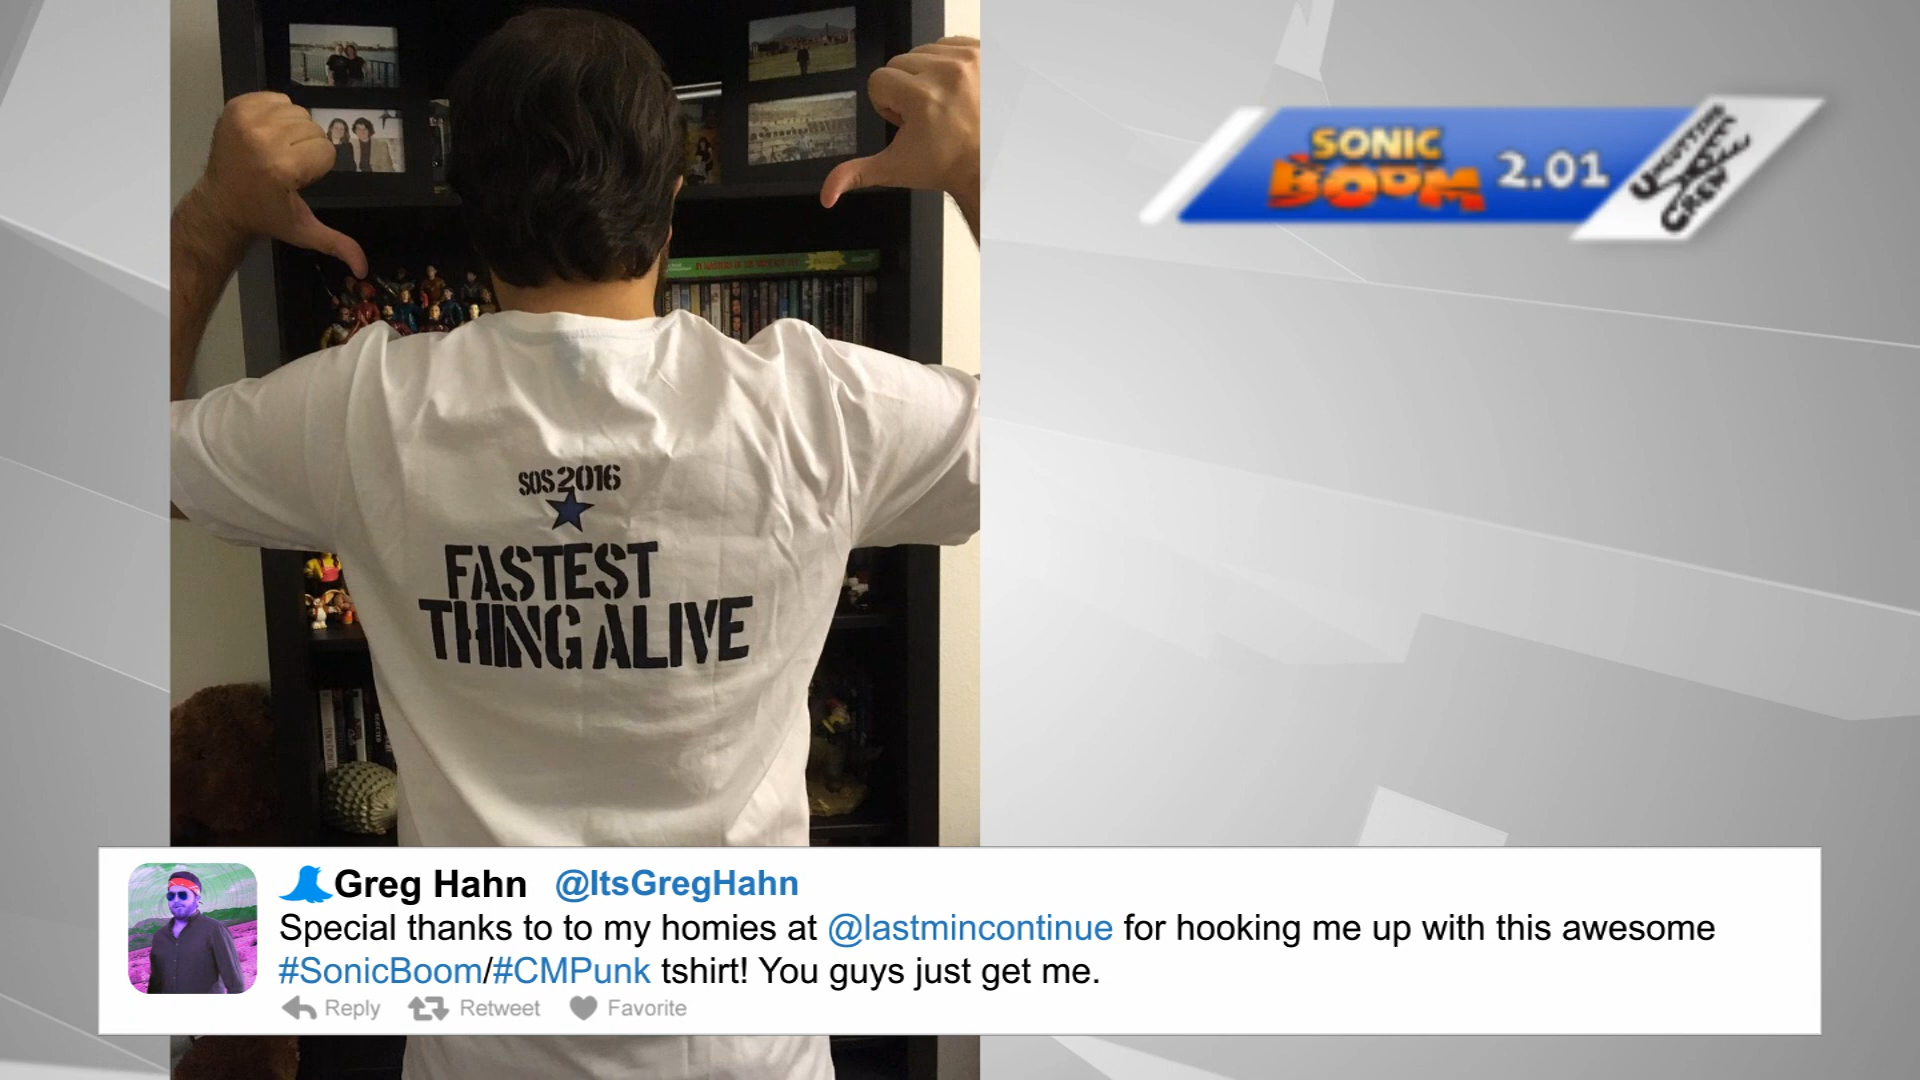 SONIC
BOOM 2.01
SOS 2016
FASTEST
THING ALIVE
Greg Hahn @ItsGregHahn
Special thanks to to my homies at @lastmincontinue for hooking me up with this awesome
#SonicBoom/#CMPunk tshirt! You guys just get me.
Reply Retweet Favorite